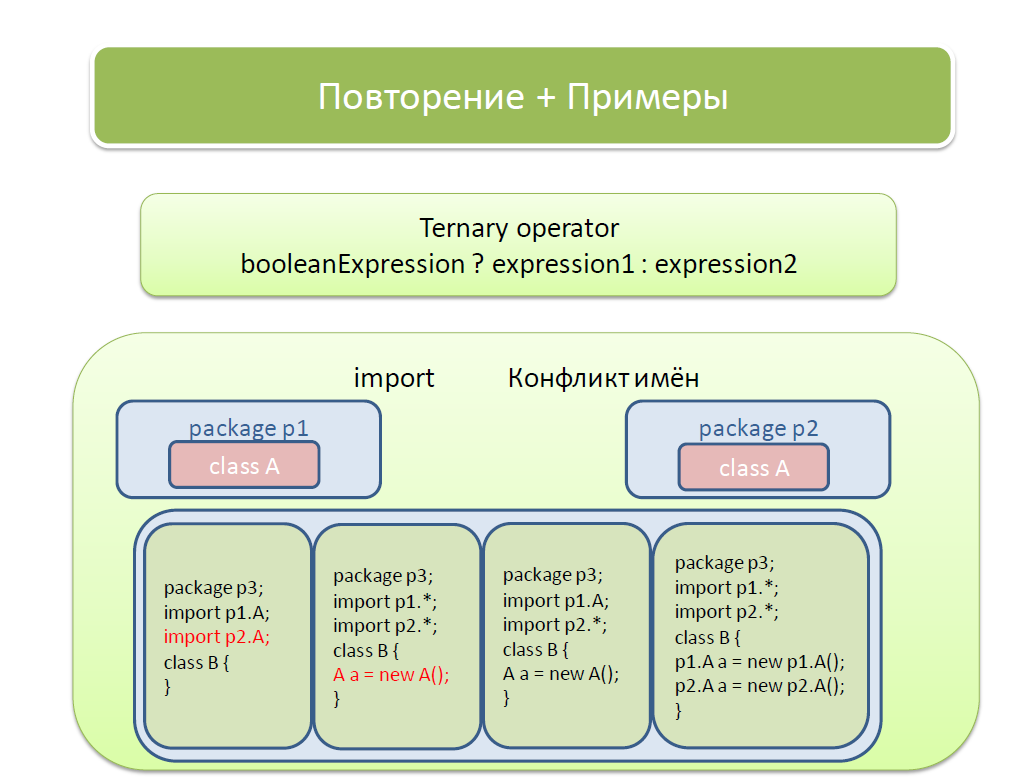 Повторение + Примеры
Ternary operator
booleanExpression ? expression1 : expression2
import Конфликт имён
package p1
class A
package p2
class A
package p3;
import p1.A;
import p2.A;
class B {
}
package p3;
import p1.*;
import p2.*;
class B {
A a = new A();
}
package p3;
import p1.A;
import p2.*;
class B {
A a = new A();
}
package p3;
import p1.*;
import p2.*;
class B {
p1.A a = new p1.A();
p2.A a = new p2.A();
}